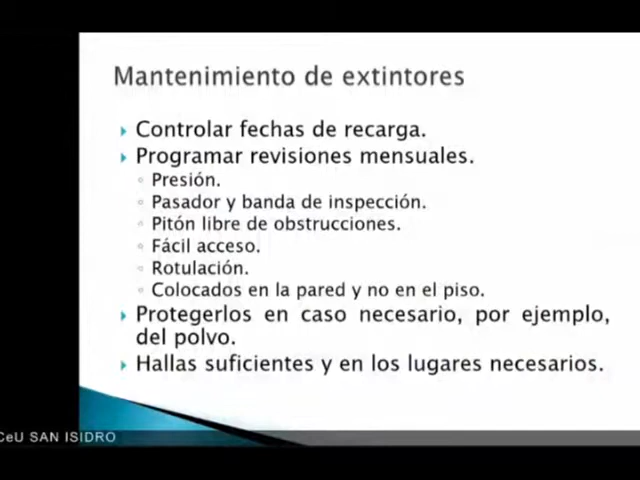 Mantenimiento de extintores
Controlar fechas de recarga.
Programar revisiones mensuales.
Presión.
Pasador y banda de inspección.
Pitón libre de obstrucciones.
Fácil acceso.
Rotulación.
Colocados en la pared y no en el piso.
Protegerlos en caso necesario, por ejemplo,
del polvo.
Hallas suficientes y en los lugares necesarios.
CeU SAN ISIDRO